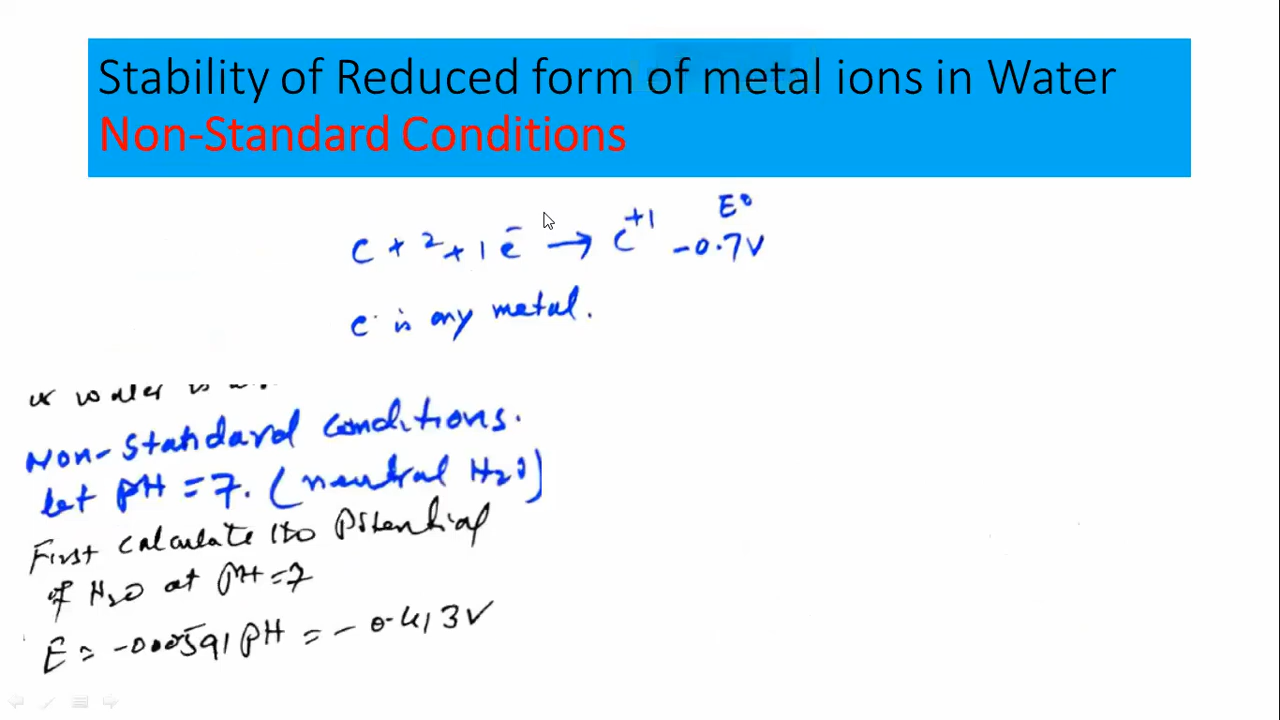 Stability of Reduced form of metal ions in Water
Non-Standard Conditions
E°
C+2 + 1 e- → C+1 -0.7V
C is any metal.
Non-Standard conditions.
let pH = 7. (neutral H2O)
First calculate the Potential
of H2O at pH=7
E = -0.0591 pH = - 0.413V